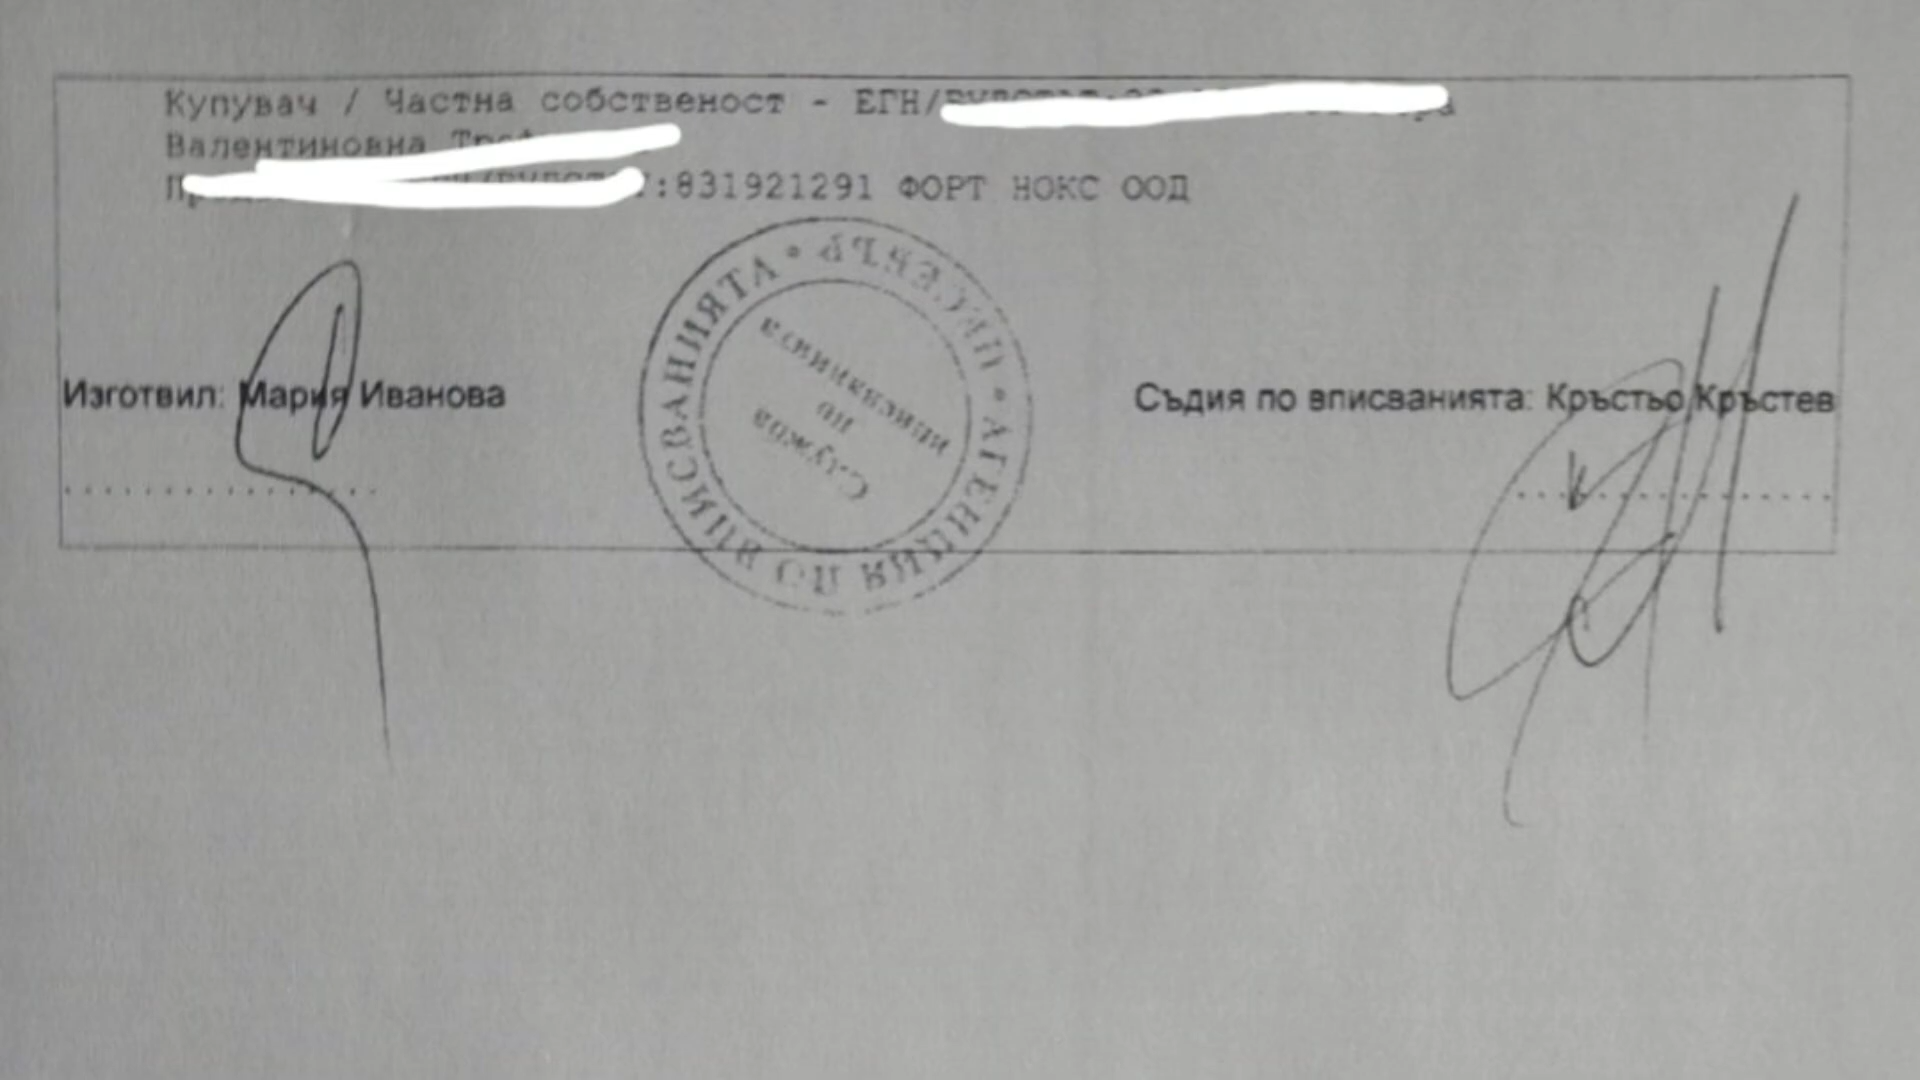 Купувач / Частна собственост - ЕГН/
Валентиновна
:831921291 ФОРТ НОКС ООД
Изготвил: Мария Иванова
Съдия по вписванията: Кръстьо Кръстев
АГЕНЦИЯ ПО ВПИСВАНИЯТА
Служба
по
вписванията